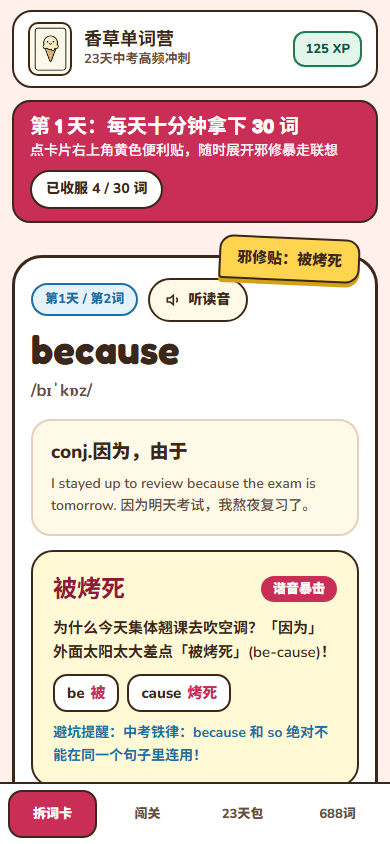 香草单词营
23天中考高频冲刺
125 XP
第 1 天：每天十分钟拿下 30 词
点卡片右上角黄色便利贴，随时展开邪修暴走联想
已收服 4 / 30 词
邪修贴：被烤死
第1天 / 第2词
听读音
because
/bɪˈkɒz/
conj.因为，由于
I stayed up to review because the exam is
tomorrow. 因为明天考试，我熬夜复习了。
被烤死
谐音暴击
为什么今天集体翘课去吹空调？「因为」
外面太阳太大差点「被烤死」(be-cause)！
be 被
cause 烤死
避坑提醒：中考铁律：because 和 so 绝对不
能在同一个句子里连用！
拆词卡
闯关
23天包
688词